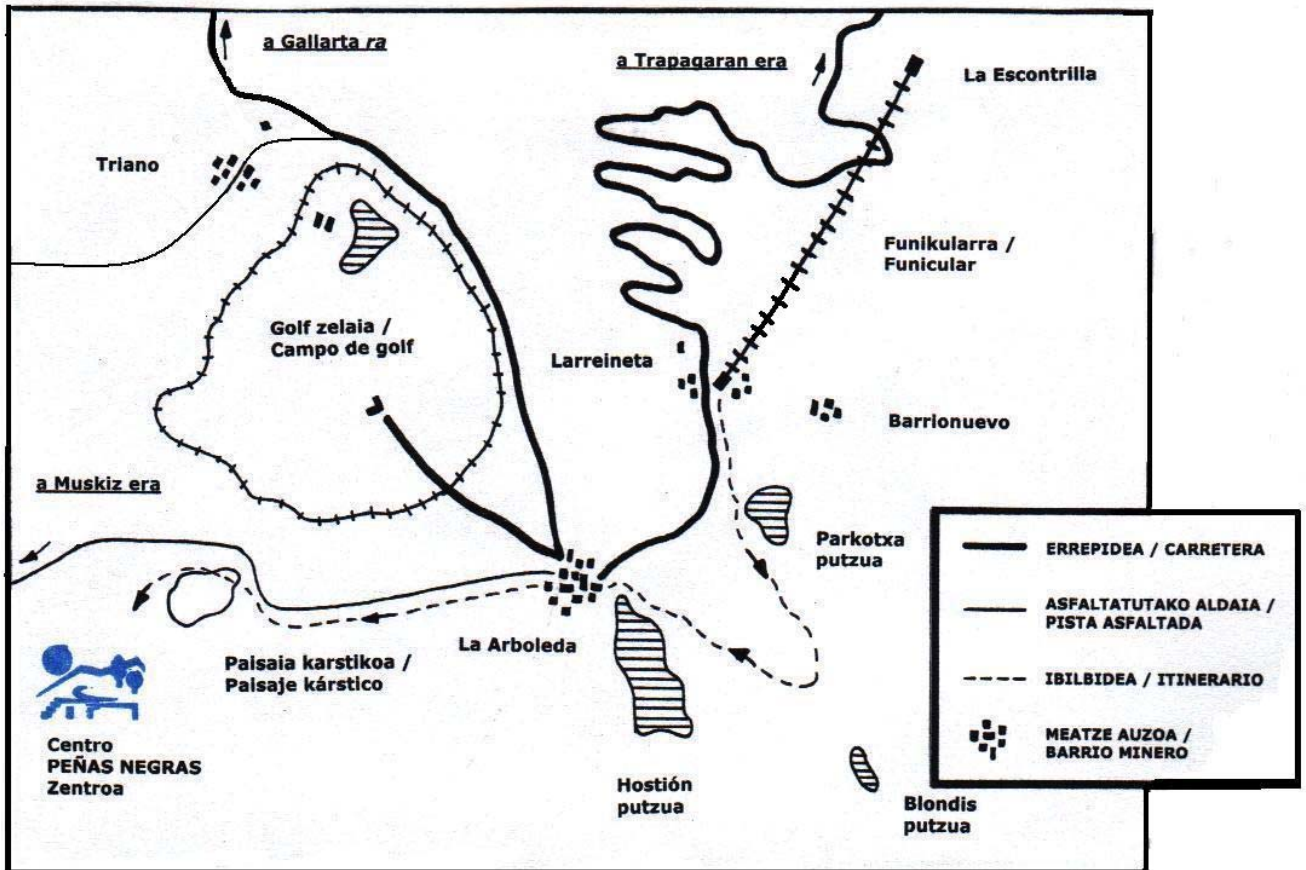 a Gallarta ra
a Trapagaran era
La Escontrilla
Triano
Funikularra /
Funicular
Golf zelaia /
Campo de golf
Larreineta
Barrionuevo
a Muskiz era
Parkotxa
putzua
ERREPIDEA / CARRETERA
ASFALTATUTAKO ALDAIA /
PISTA ASFALTADA
IBILBIDEA / ITINERARIO
MEATZE AUZOA /
BARRIO MINERO
La Arboleda
Paisaia karstikoa /
Paisaje kárstico
Centro
PEÑAS NEGRAS
Zentroa
Hostión
putzua
Blondis
putzua